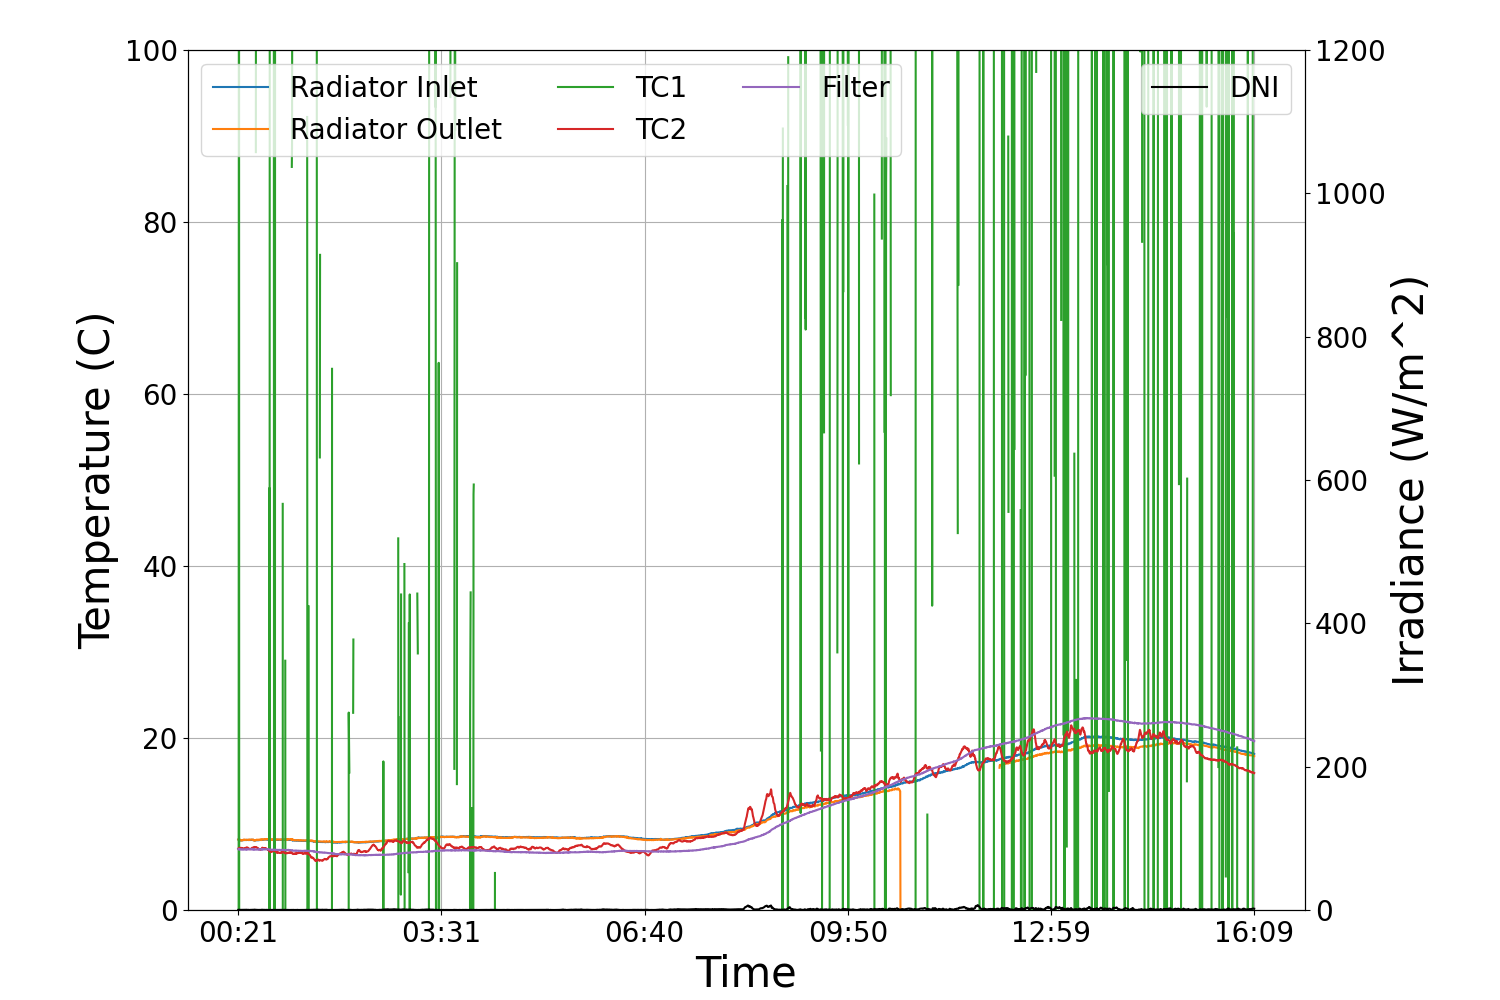 100
80
60
40
20
0
Temperature (C)
Radiator Inlet
Radiator Outlet
TC1
TC2
Filter
DNI
1200
1000
800
600
400
200
0
Irradiance (W/m^2)
00:21 03:31 06:40 09:50 12:59 16:09
Time